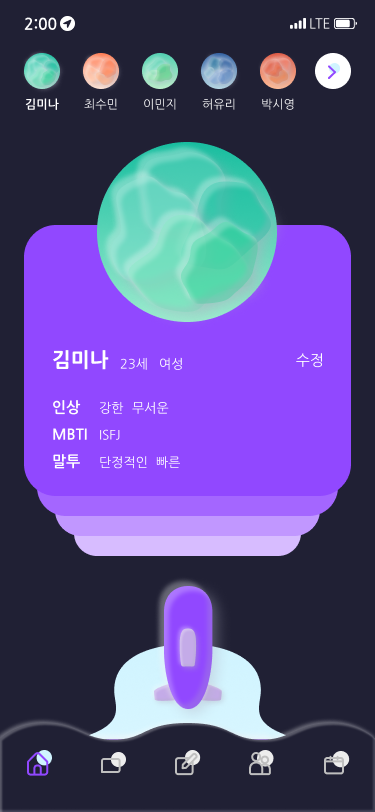 2:00 LTE
김미나 최수민 이민지 허유리 박시영
김미나 23세 여성 수정
인상 강한 무서운
MBTI ISFJ
말투 단정적인 빠른